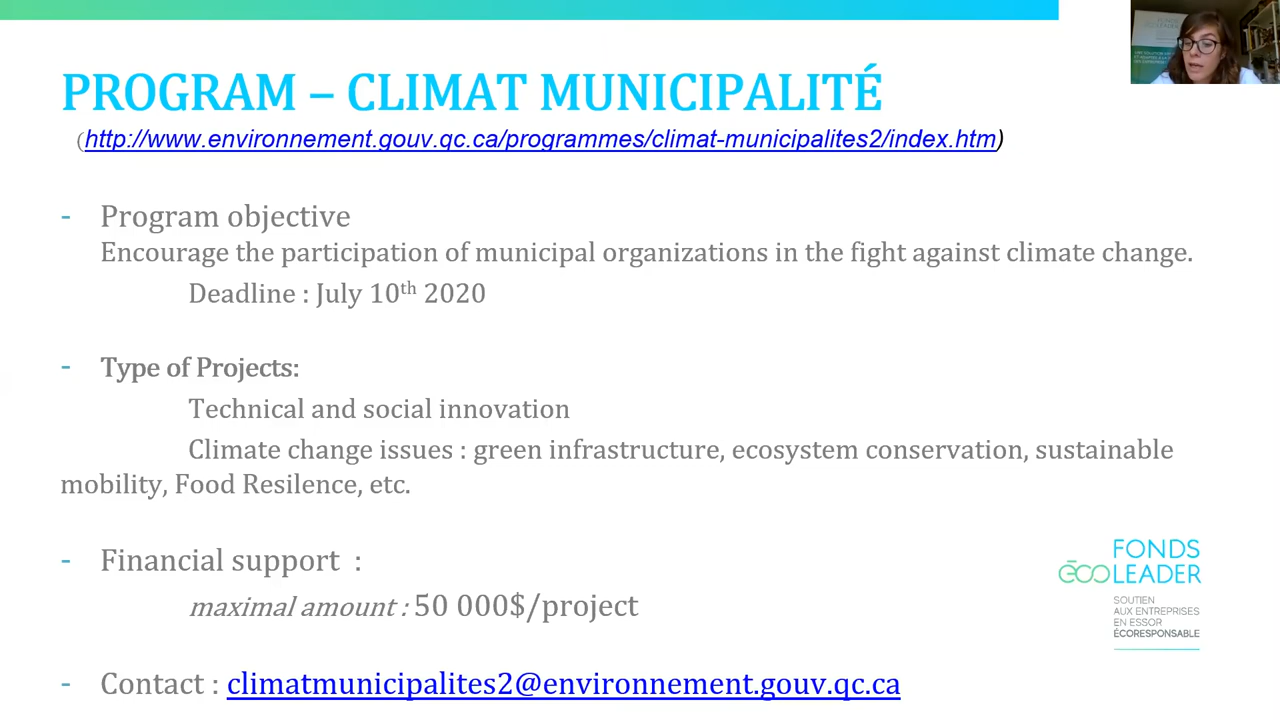 PROGRAM – CLIMAT MUNICIPALITÉ
(http://www.environnement.gouv.qc.ca/programmes/climat-municipalites2/index.htm)
- Program objective
Encourage the participation of municipal organizations in the fight against climate change.
Deadline : July 10th 2020
- Type of Projects:
Technical and social innovation
Climate change issues : green infrastructure, ecosystem conservation, sustainable
mobility, Food Resilence, etc.
- Financial support :
maximal amount : 50 000$/project
- Contact : climatmunicipalites2@environnement.gouv.qc.ca
FONDS
ēcoLEADER
SOUTIEN
AUX ENTREPRISES
EN ESSOR
ÉCORESPONSABLE
FONDS
LEADER